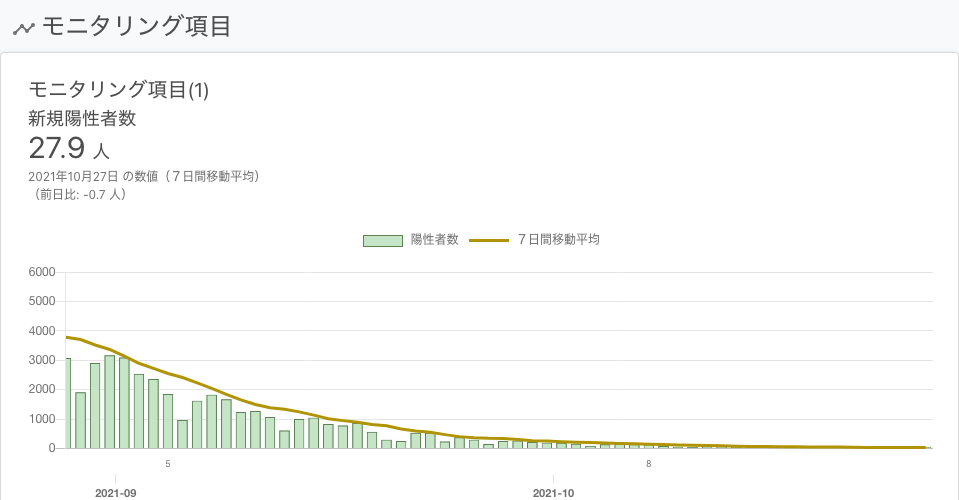 モニタリング項目
モニタリング項目(1)
新規陽性者数
27.9 人
2021年10月27日 の数値（７日間移動平均）
（前日比: -0.7 人）
陽性者数 ７日間移動平均
6000
5000
4000
3000
2000
1000
0
5 8
2021-09 2021-10